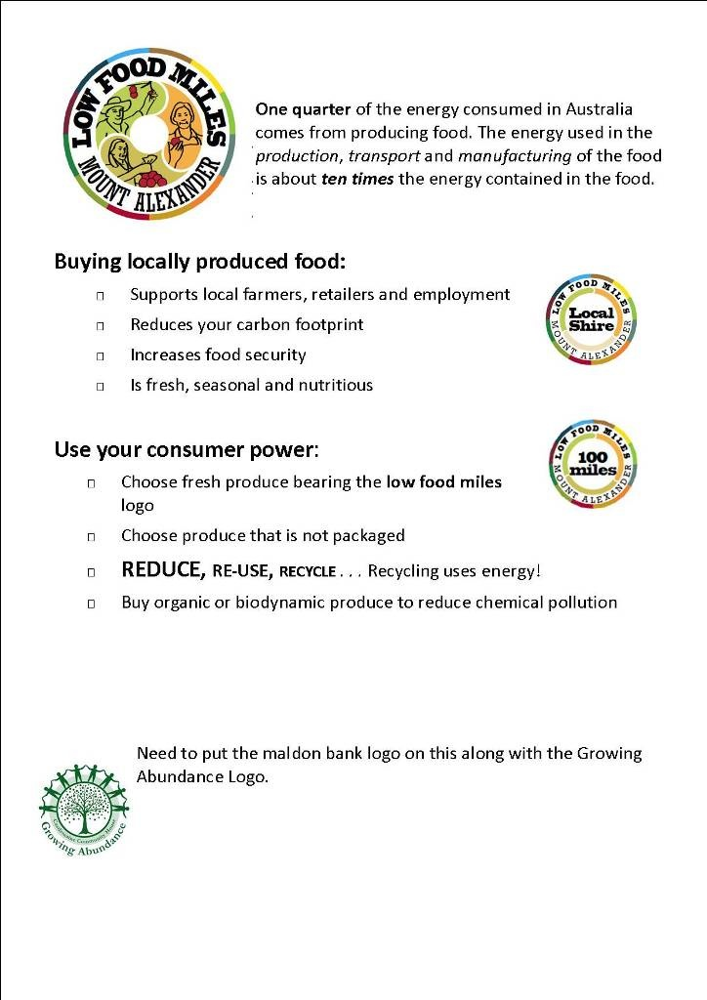 LOW FOOD MILES
MOUNT ALEXANDER
One quarter of the energy consumed in Australia
comes from producing food. The energy used in the
production, transport and manufacturing of the food
is about ten times the energy contained in the food.
Buying locally produced food:
Supports local farmers, retailers and employment
Reduces your carbon footprint
Increases food security
Is fresh, seasonal and nutritious
LOW FOOD MILES
Local
Shire
MOUNT ALEXANDER
Use your consumer power:
Choose fresh produce bearing the low food miles
logo
Choose produce that is not packaged
REDUCE, RE-USE, RECYCLE . . . Recycling uses energy!
Buy organic or biodynamic produce to reduce chemical pollution
LOW FOOD MILES
100
miles
MOUNT ALEXANDER
Need to put the maldon bank logo on this along with the Growing
Abundance Logo.
Castlemaine Community House
Growing Abundance